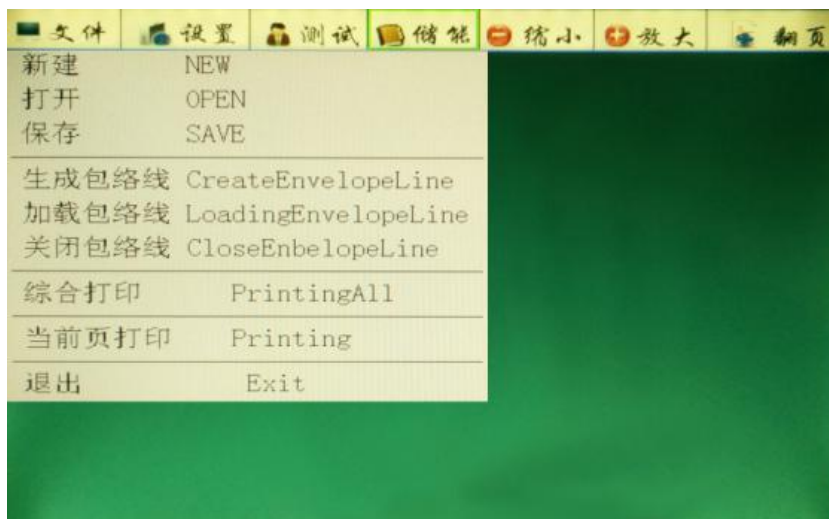 文件 设置 测试 储能 缩小 放大 翻页
新建 NEW
打开 OPEN
保存 SAVE
生成包络线 CreateEnvelopeLine
加载包络线 LoadingEnvelopeLine
关闭包络线 CloseEnbelopeLine
综合打印 PrintingAll
当前页打印 Printing
退出 Exit